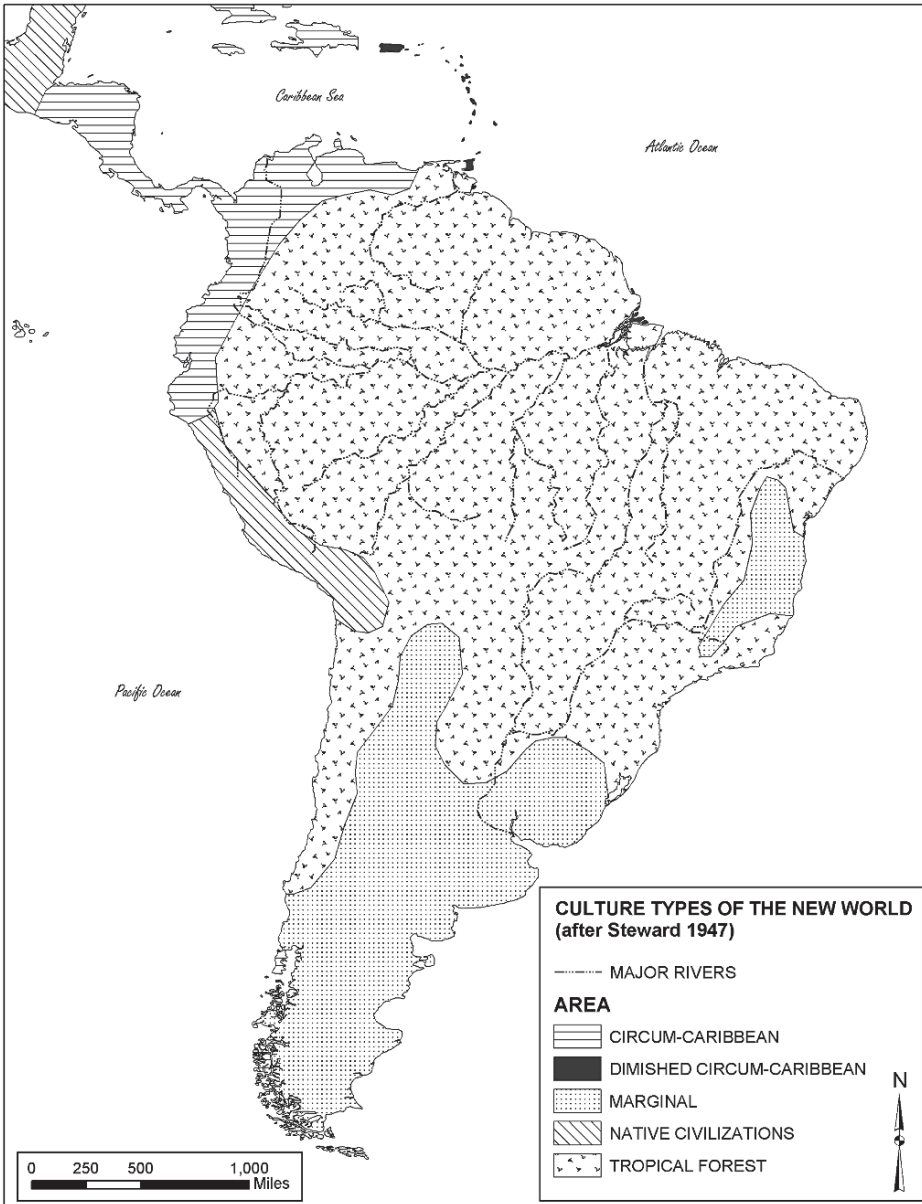 Caribbean Sea
Atlantic Ocean
Pacific Ocean
CULTURE TYPES OF THE NEW WORLD
(after Steward 1947)
MAJOR RIVERS
AREA
CIRCUM-CARIBBEAN
DIMISHED CIRCUM-CARIBBEAN
MARGINAL
NATIVE CIVILIZATIONS
TROPICAL FOREST
N
0 250 500 1,000
Miles